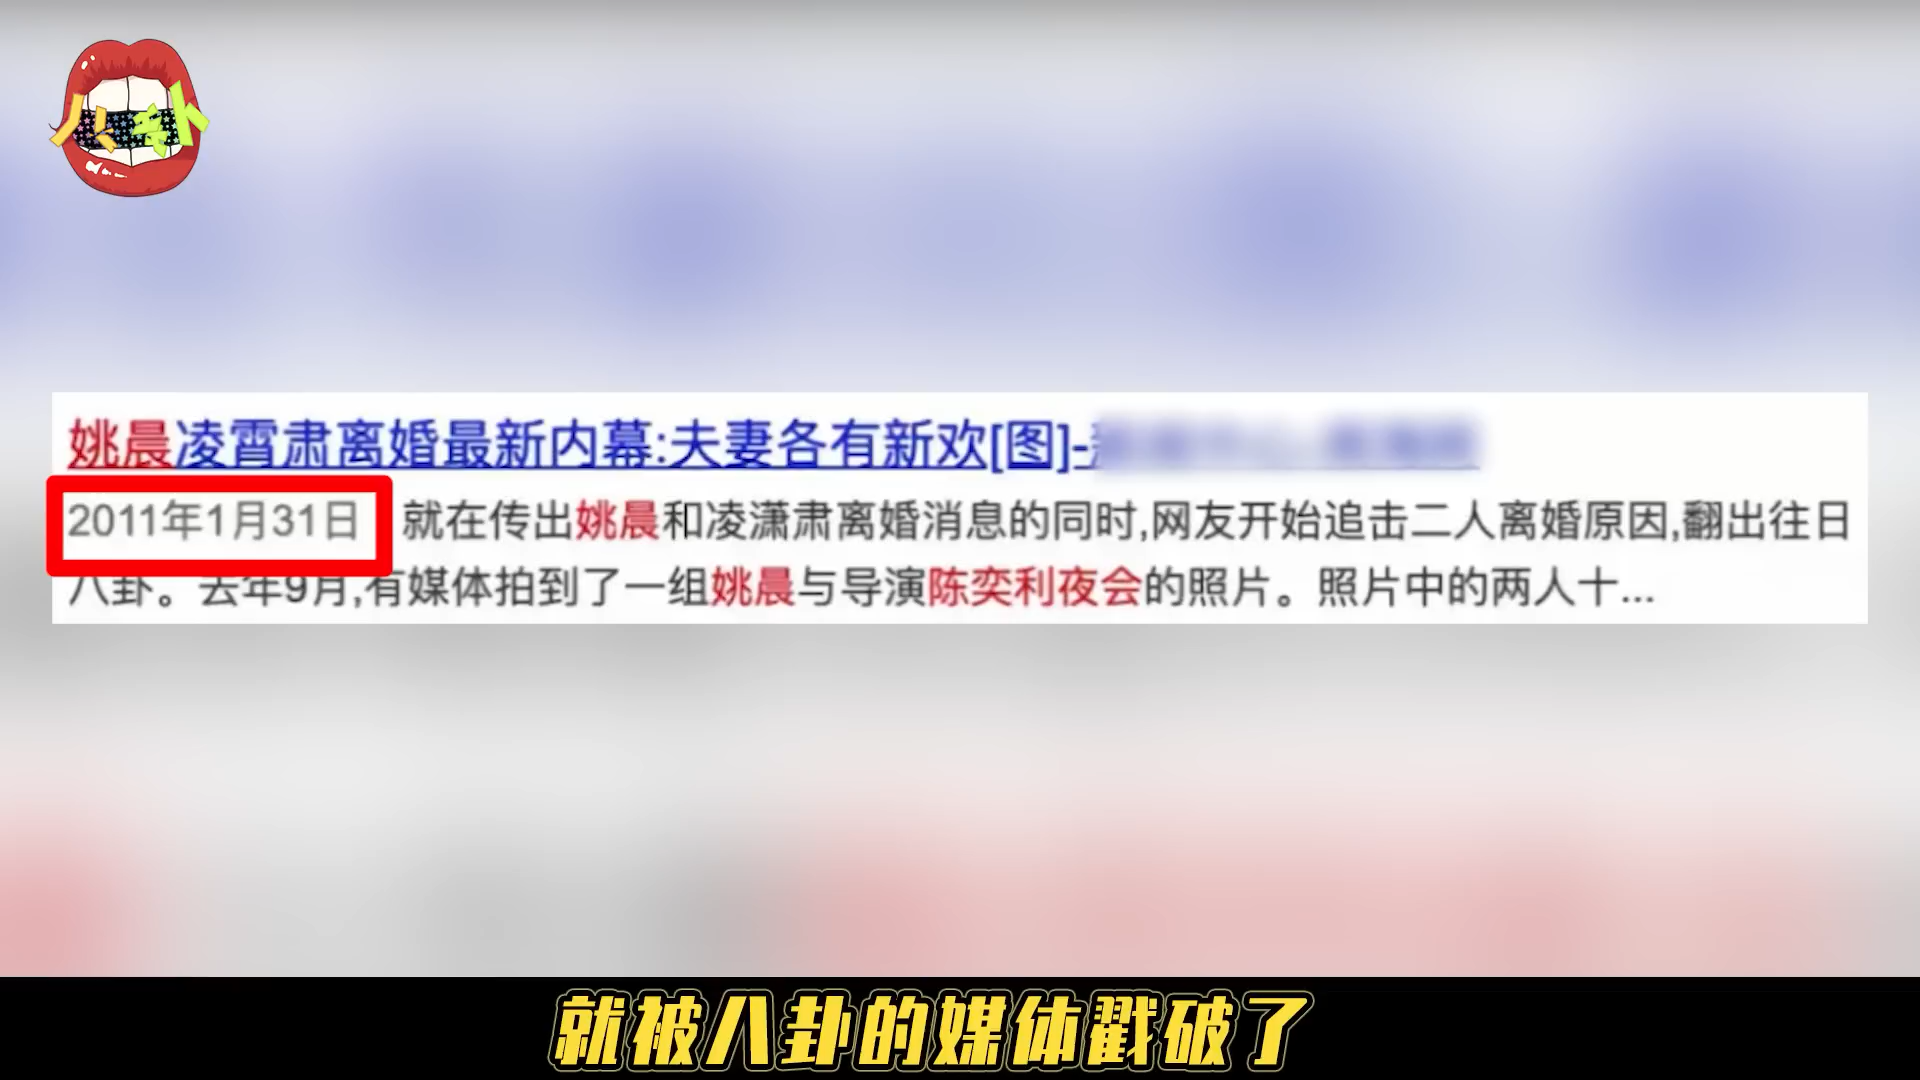 八卦
姚晨凌霄肃离婚最新内幕:夫妻各有新欢[图]-
2011年1月31日 就在传出姚晨和凌潇肃离婚消息的同时,网友开始追击二人离婚原因,翻出往日
八卦。去年9月,有媒体拍到了一组姚晨与导演陈奕利夜会的照片。照片中的两人十...
就被八卦的媒体戳破了